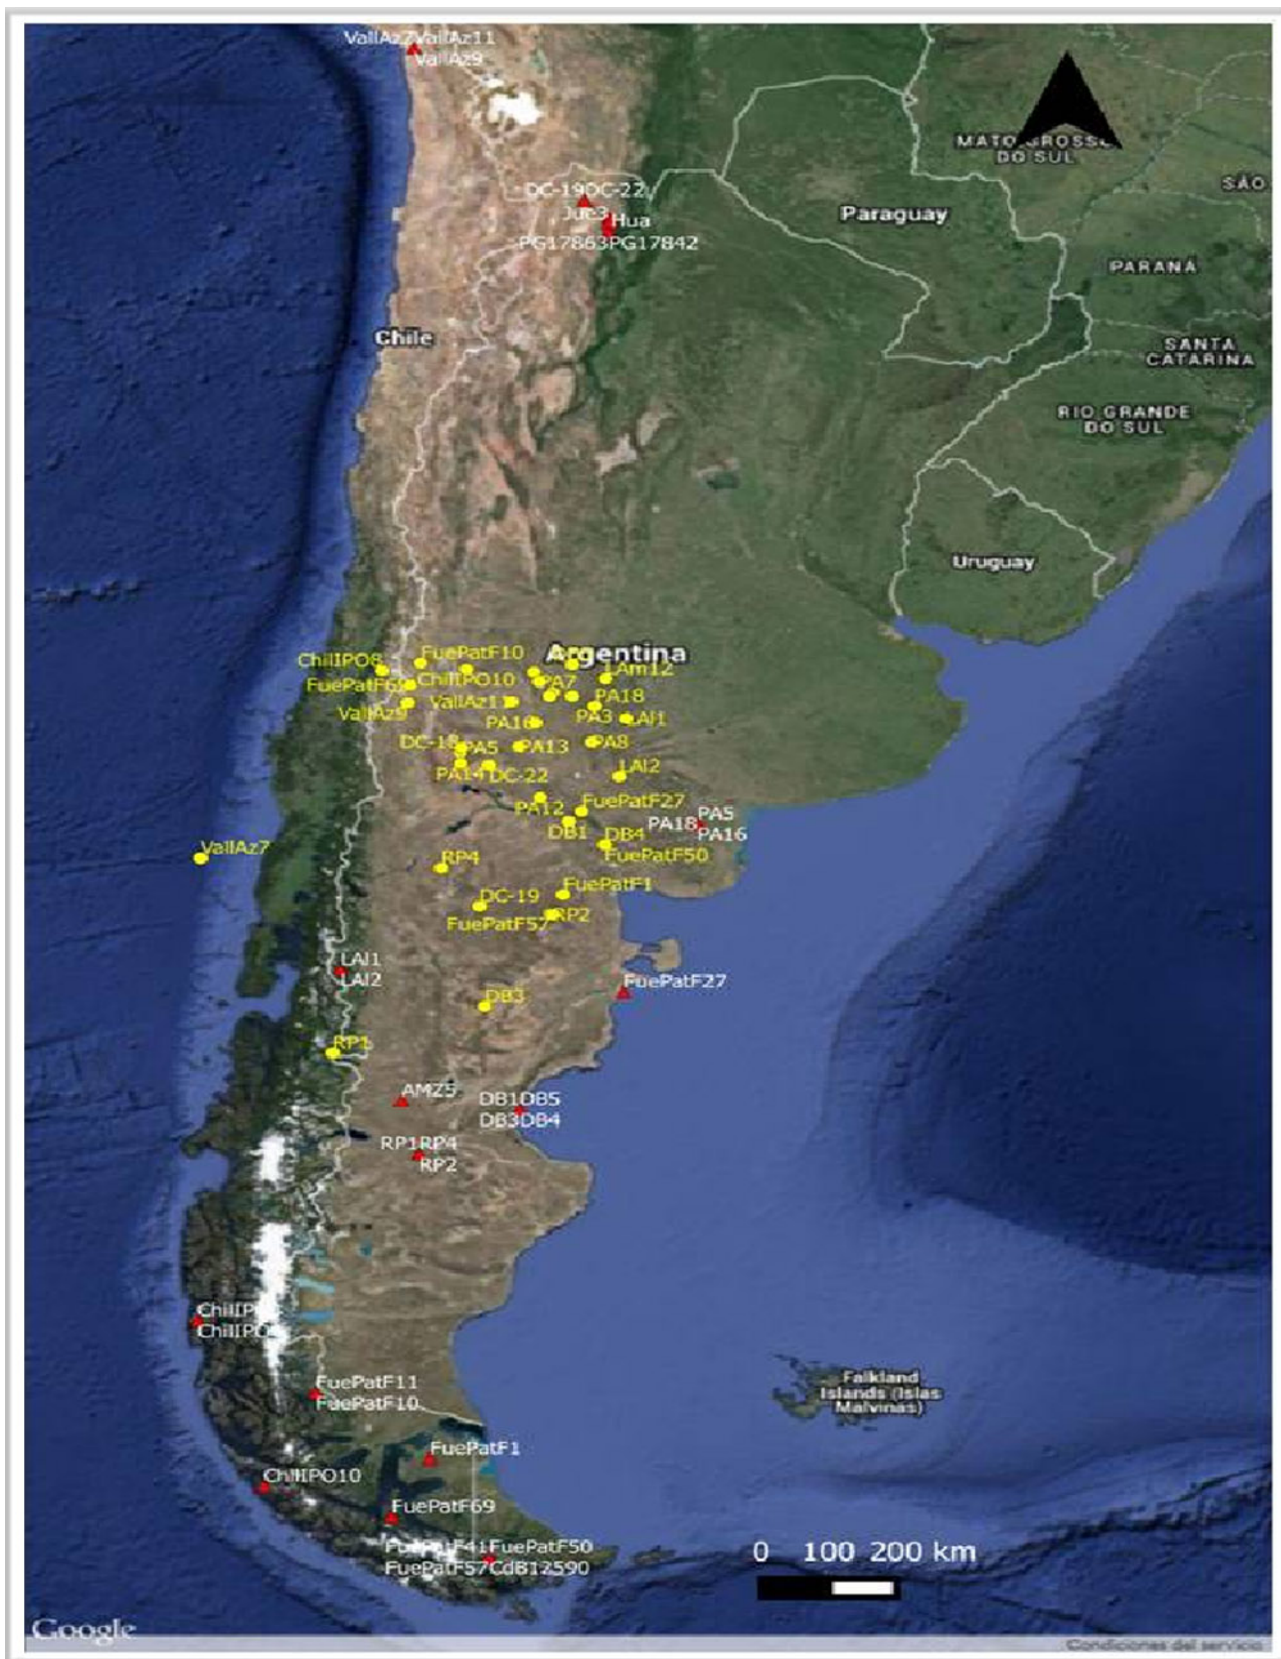 VallAz7VallAz11
VallAz9
MATO GROSSO
DO SUL
SÃO
DC-19DC-22
Jur3
Hua
PG17863PG17842
Paraguay
PARANÁ
Chile
SANTA
CATARINA
RIO GRANDE
DO SUL
Uruguay
Argentina
ChilIPO8
FuePatF10
LAm12
FuePatF69
ChilIPO10
PA7
VallAz9
VallAz11
PA18
PA16
PA3
LAI1
PA5
PA13
PA8
PA14
DC-22
LAI2
PA12
FuePatF27
DB1
PA5
PA18
PA16
DB4
FuePatF50
VallAz7
RP4
FuePatF1
DC-19
FuePatF57
RP2
LAI1
LAI2
FuePatF27
DB3
RP1
AMZ5
DB1DB5
DB3DB4
RP1RP4
RP2
FuePatF11
FuePatF10
Falkland
Islands (Islas
Malvinas)
FuePatF1
ChilIPO10
FuePatF69
FuePatF41FuePatF50
FuePatF57CdB12590
0 100 200 km
Google
Condiciones del servicio